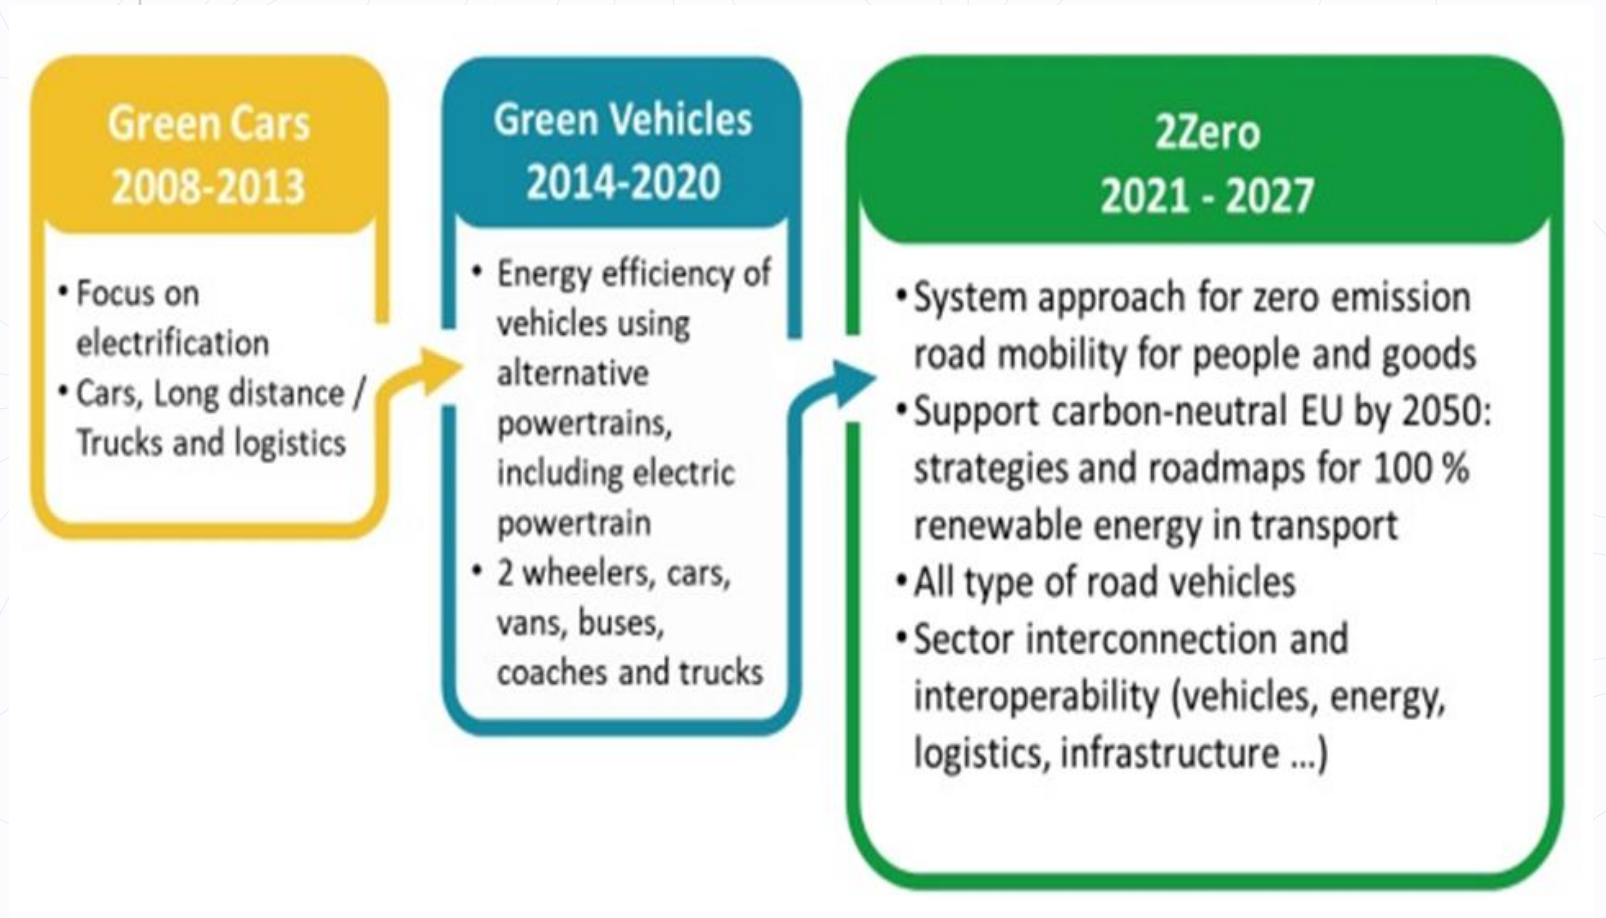 Green Cars
2008-2013
• Focus on
electrification
• Cars, Long distance /
Trucks and logistics
Green Vehicles
2014-2020
• Energy efficiency of
vehicles using
alternative
powertrains,
including electric
powertrain
• 2 wheelers, cars,
vans, buses,
coaches and trucks
2Zero
2021 - 2027
• System approach for zero emission
road mobility for people and goods
• Support carbon-neutral EU by 2050:
strategies and roadmaps for 100 %
renewable energy in transport
• All type of road vehicles
• Sector interconnection and
interoperability (vehicles, energy,
logistics, infrastructure ...)